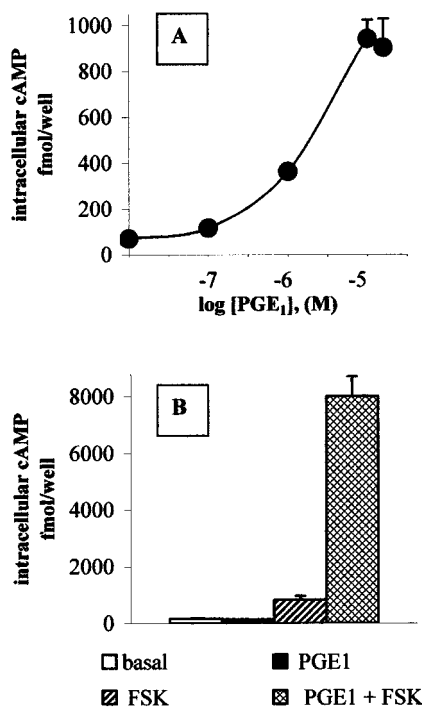 A
intracellular cAMP
fmol/well
1000
800
600
400
200
0
-7
-6
-5
log [PGE₁], (M)
B
intracellular cAMP
fmol/well
8000
6000
4000
2000
0
basal
PGE1
FSK
PGE1 + FSK